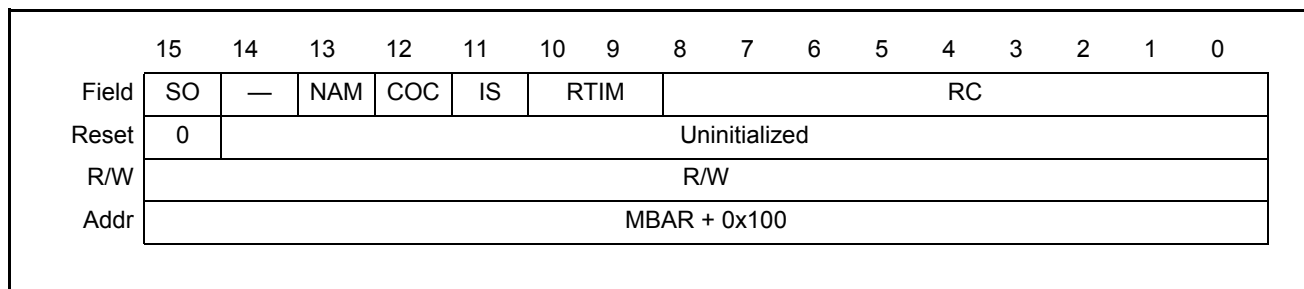 15 14 13 12 11 10 9 8 7 6 5 4 3 2 1 0
Field SO — NAM COC IS RTIM RC
Reset 0 Uninitialized
R/W R/W
Addr MBAR + 0x100